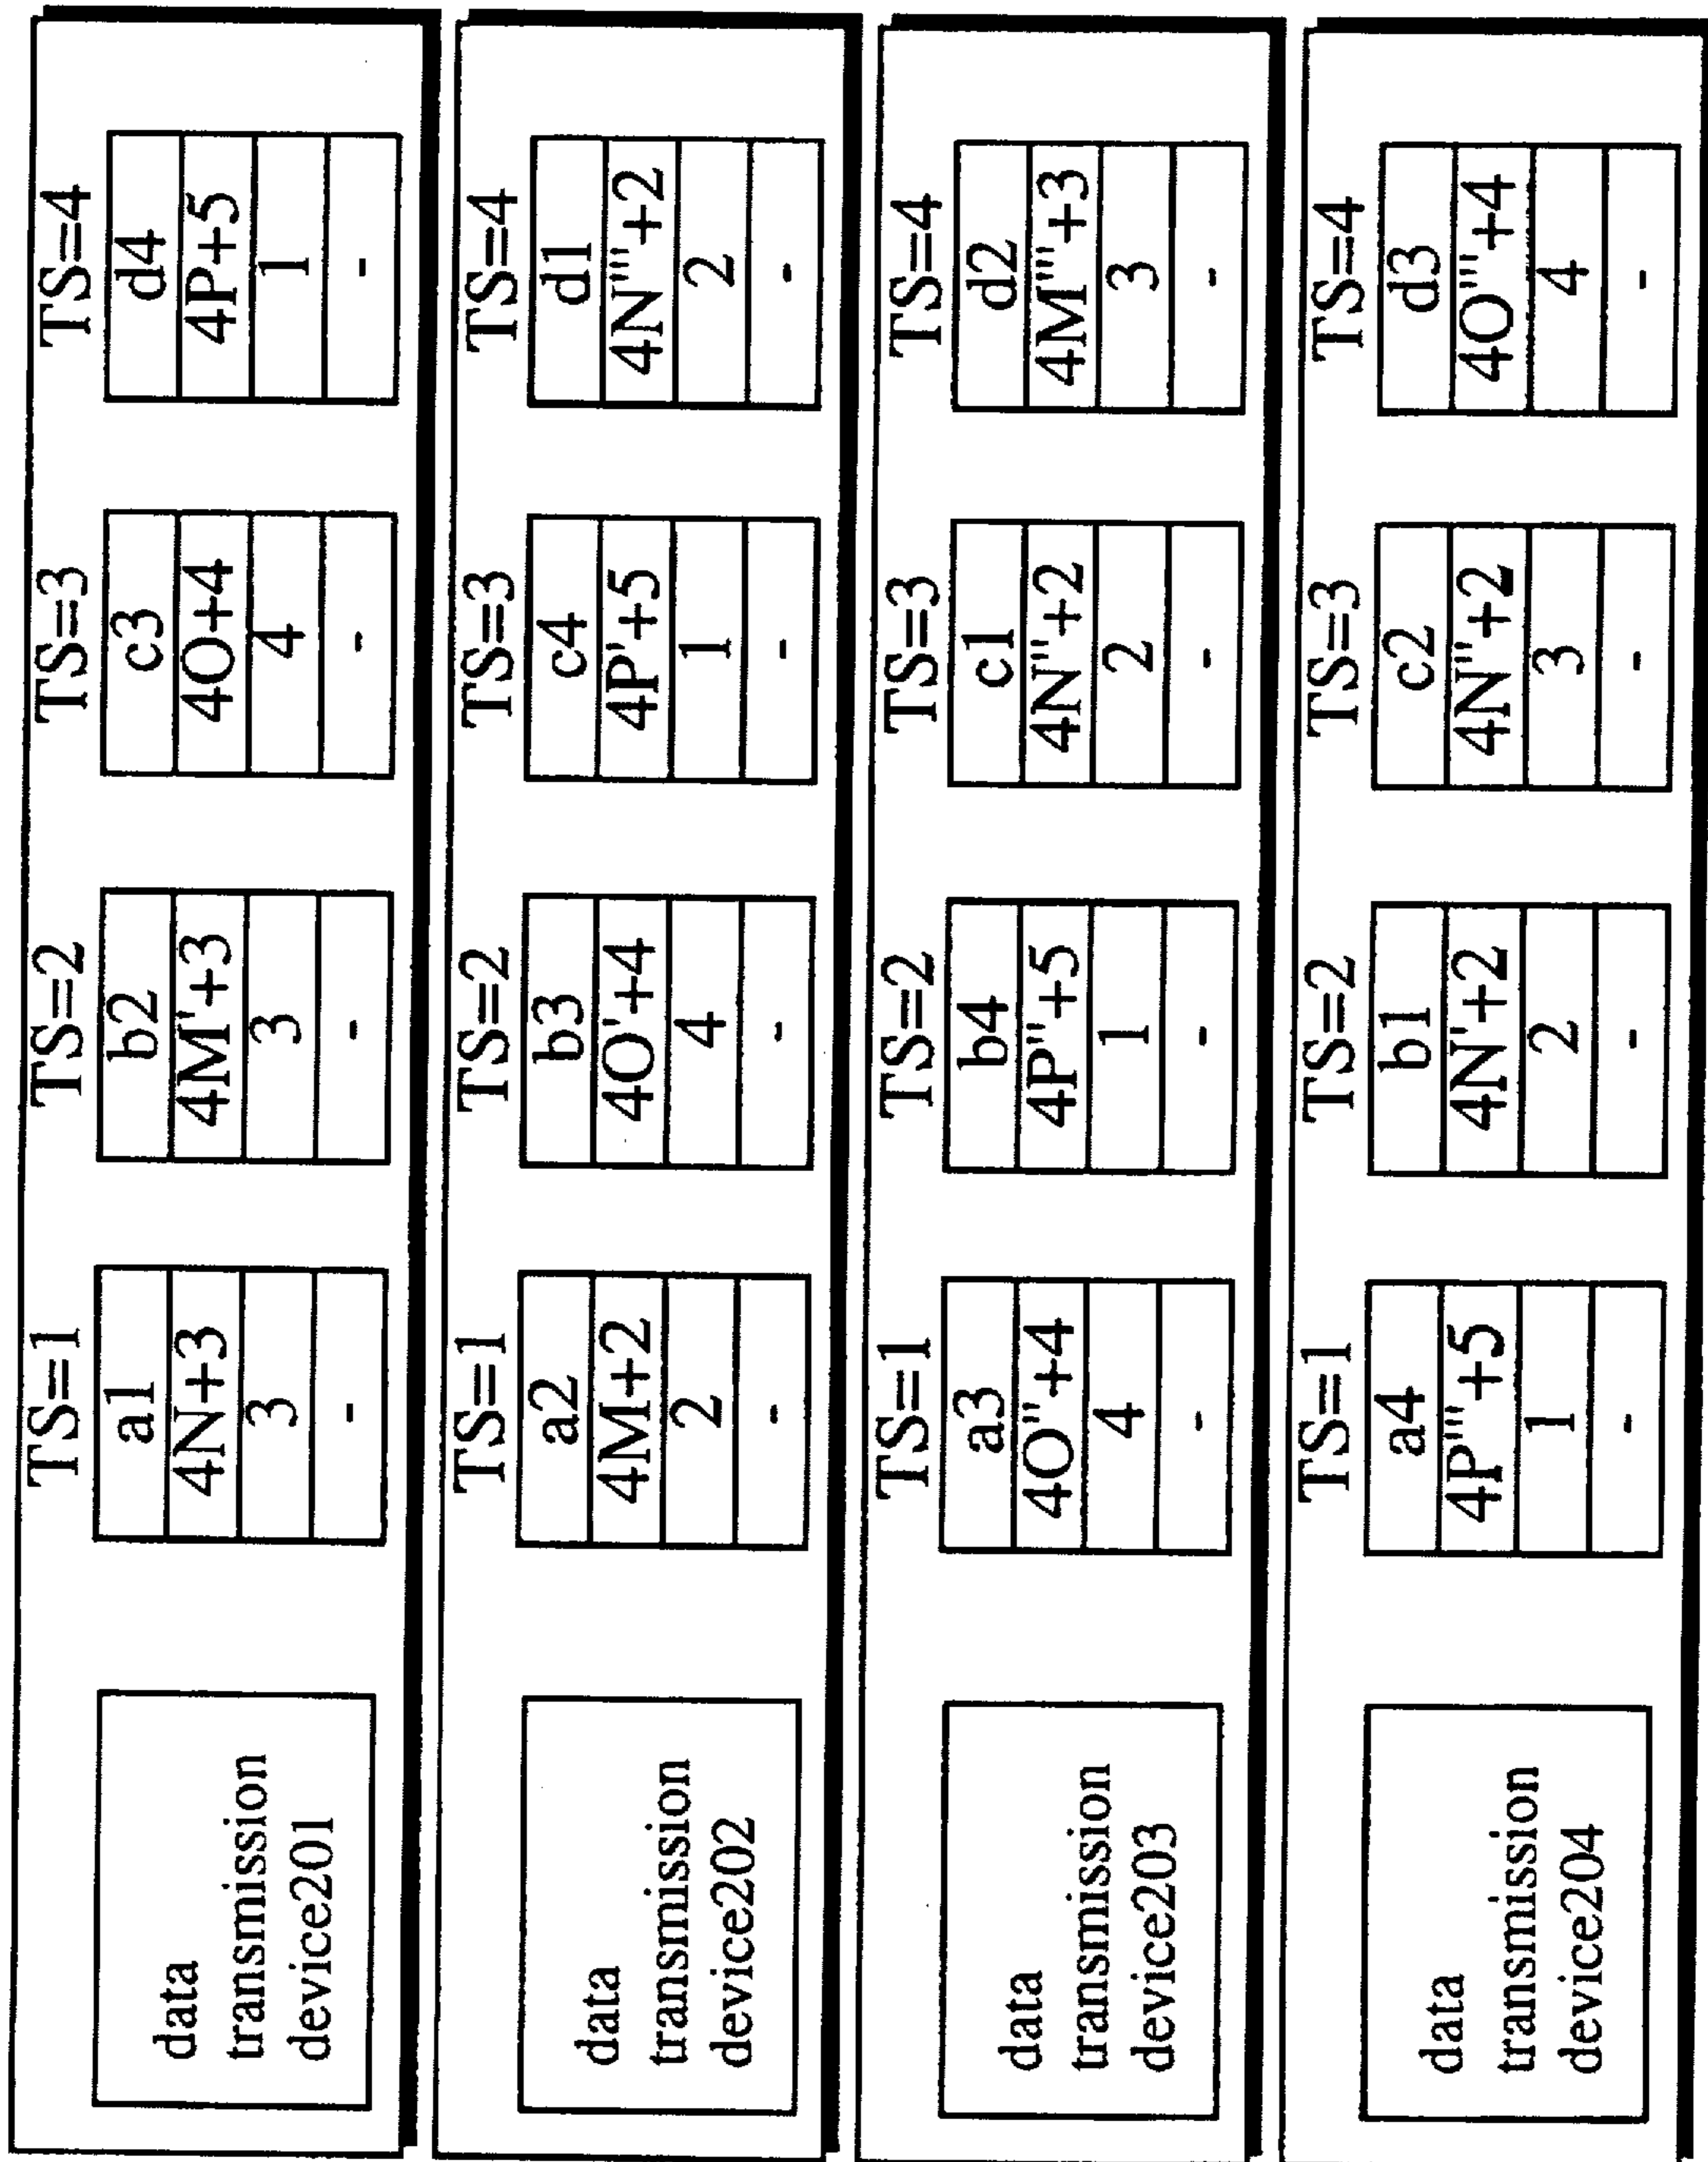 data
transmission
device201
TS=1
a1
4N+3
3
-
TS=2
b2
4M'+3
3
-
TS=3
c3
4O+4
4
-
TS=4
d4
4P+5
1
-
data
transmission
device202
TS=1
a2
4M+2
2
-
TS=2
b3
4O'+4
4
-
TS=3
c4
4P'+5
1
-
TS=4
d1
4N'''+2
2
-
data
transmission
device203
TS=1
a3
4O''+4
4
-
TS=2
b4
4P''+5
1
-
TS=3
c1
4N''+2
2
-
TS=4
d2
4M'''+3
3
-
data
transmission
device204
TS=1
a4
4P'''+5
1
-
TS=2
b1
4N'+2
2
-
TS=3
c2
4N''+2
3
-
TS=4
d3
4O'''+4
4
-